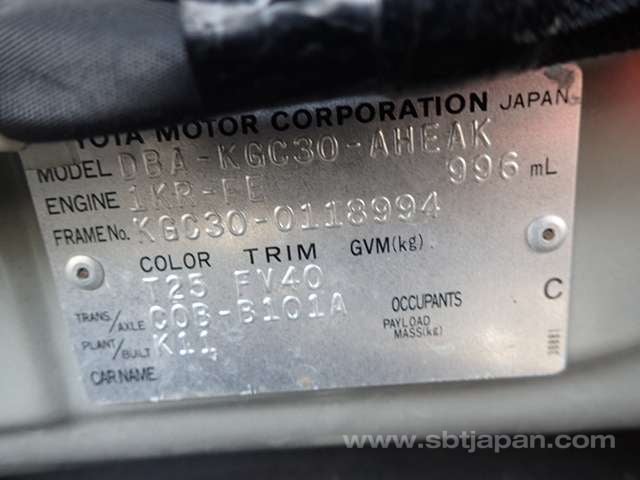 TOYOTA MOTOR CORPORATION JAPAN
MODEL DBA-KGC30-AHEAK
ENGINE 1KR-FE 996 mL
FRAME No. KGC30-0118994
COLOR TRIM GVM(kg)
T25 FV40
TRANS/AXLE C0B-B101A OCCUPANTS C
PLANT/BUILT K11 PAYLOAD MASS(kg)
CAR NAME
www.sbtjapan.com